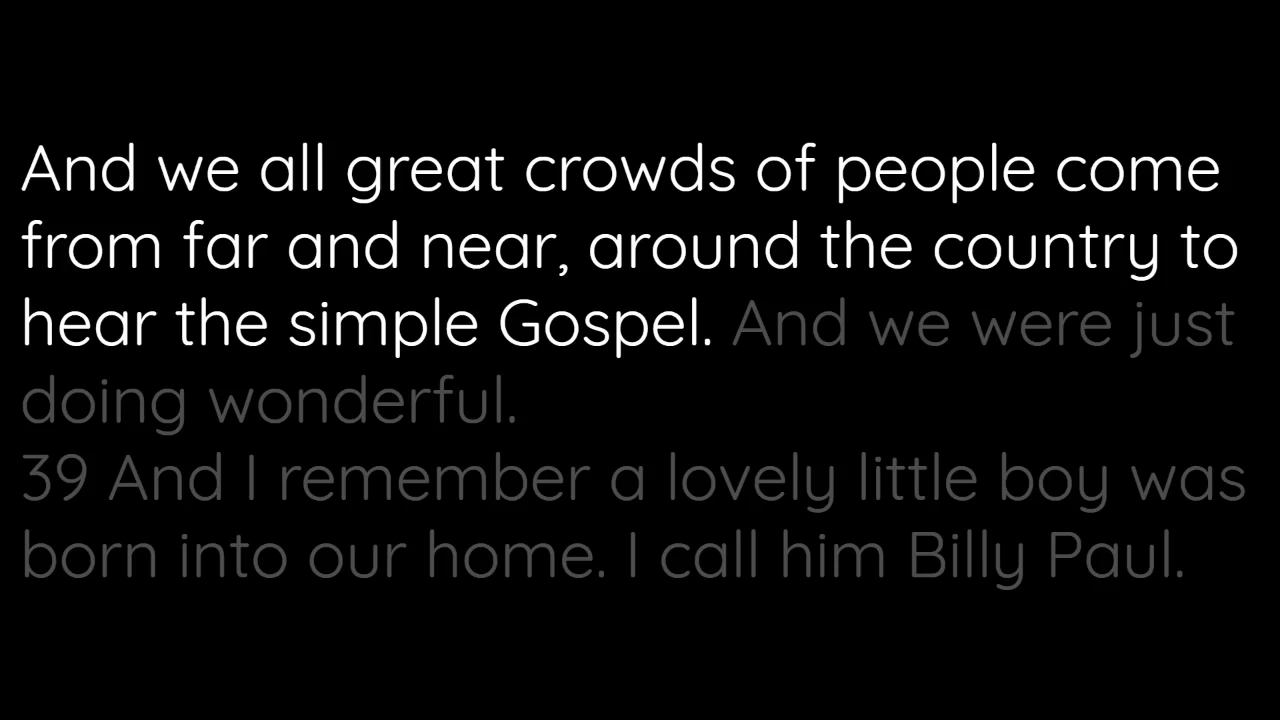 And we all great crowds of people come
from far and near, around the country to
hear the simple Gospel. And we were just
doing wonderful.
39 And I remember a lovely little boy was
born into our home. I call him Billy Paul.